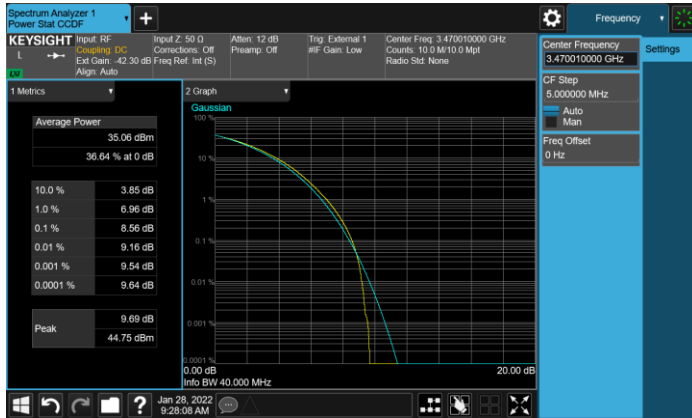 Spectrum Analyzer 1
Power Stat CCDF
+
Frequency
KEYSIGHT
L
LXI
Input: RF
Coupling: DC
Ext Gain: -42.30 dB
Align: Auto
Input Z: 50 Ω
Corrections: Off
Freq Ref: Int (S)
Atten: 12 dB
Preamp: Off
Trig: External 1
#IF Gain: Low
Center Freq: 3.470010000 GHz
Counts: 10.0 M/10.0 Mpt
Radio Std: None
Center Frequency
3.470010000 GHz
Settings
CF Step
5.000000 MHz
Auto
Man
Freq Offset
0 Hz
1 Metrics
Average Power
35.06 dBm
36.64 % at 0 dB
10.0 % 3.85 dB
1.0 % 6.96 dB
0.1 % 8.56 dB
0.01 % 9.16 dB
0.001 % 9.54 dB
0.0001 % 9.64 dB
Peak
9.69 dB
44.75 dBm
2 Graph
Gaussian
100 %
10 %
1 %
0.1 %
0.01 %
0.001 %
0.0001 %
0.00 dB
20.00 dB
Info BW 40.000 MHz
?
Jan 28, 2022
9:28:08 AM